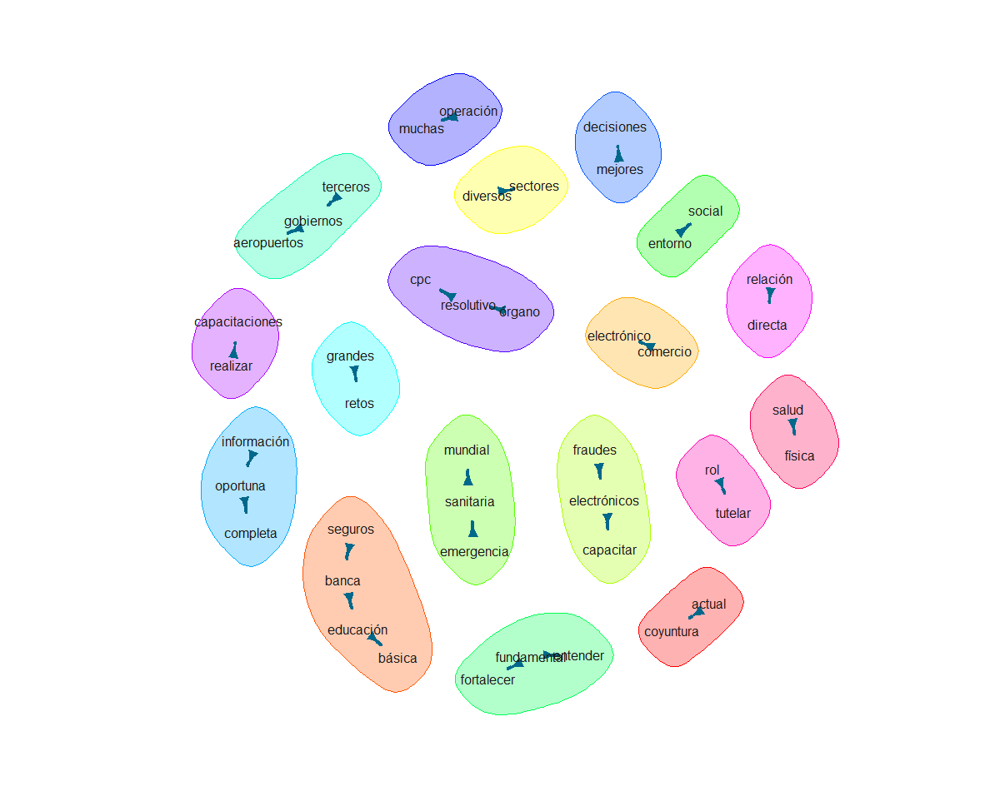 operación
muchas
decisiones
mejores
terceros
gobiernos
aeropuertos
sectores
diversos
social
entorno
cpc
resolutivo
órgano
relación
directa
capacitaciones
realizar
grandes
retos
electrónico
comercio
salud
física
información
oportuna
completa
mundial
sanitaria
emergencia
fraudes
electrónicos
capacitar
rol
tutelar
seguros
banca
educación
básica
fundamental
entender
fortalecer
actual
coyuntura